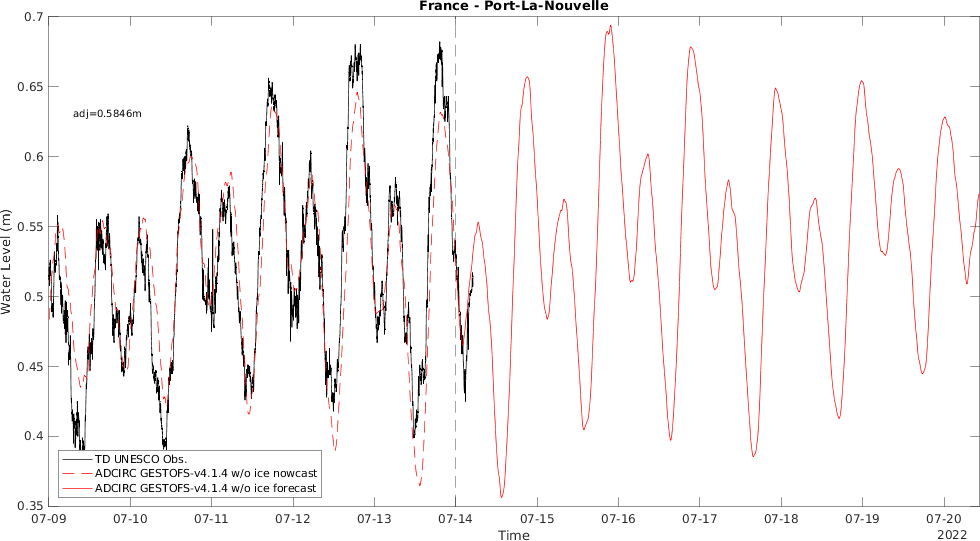 France - Port-La-Nouvelle
0.7
0.65
0.6
0.55
0.5
0.45
0.4
0.35
Water Level (m)
adj=0.5846m
TD UNESCO Obs.
ADCIRC GESTOFS-v4.1.4 w/o ice nowcast
ADCIRC GESTOFS-v4.1.4 w/o ice forecast
07-09 07-10 07-11 07-12 07-13 07-14 07-15 07-16 07-17 07-18 07-19 07-20
Time
2022